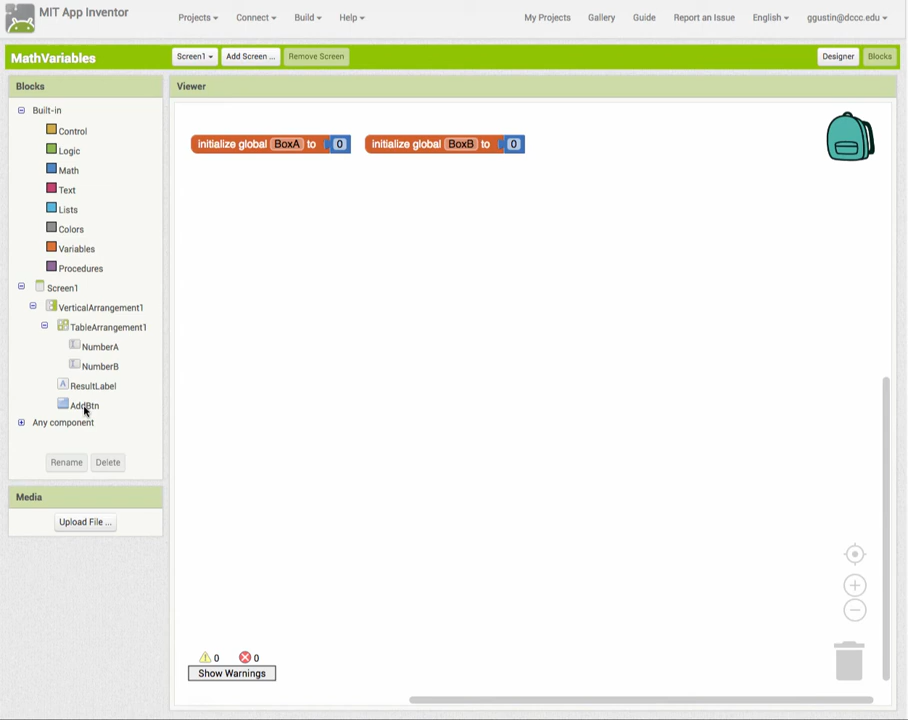 MIT App Inventor
Projects Connect Build Help My Projects Gallery Guide Report an Issue English ggustin@dccc.edu
MathVariables Screen1 Add Screen ... Remove Screen Designer Blocks
Blocks
Viewer
Built-in
Control
Logic
Math
Text
Lists
Colors
Variables
Procedures
Screen1
VerticalArrangement1
TableArrangement1
NumberA
NumberB
A ResultLabel
AddBtn
Any component
Rename Delete
Media
Upload File ...
initialize global BoxA to 0 initialize global BoxB to 0
0 0
Show Warnings